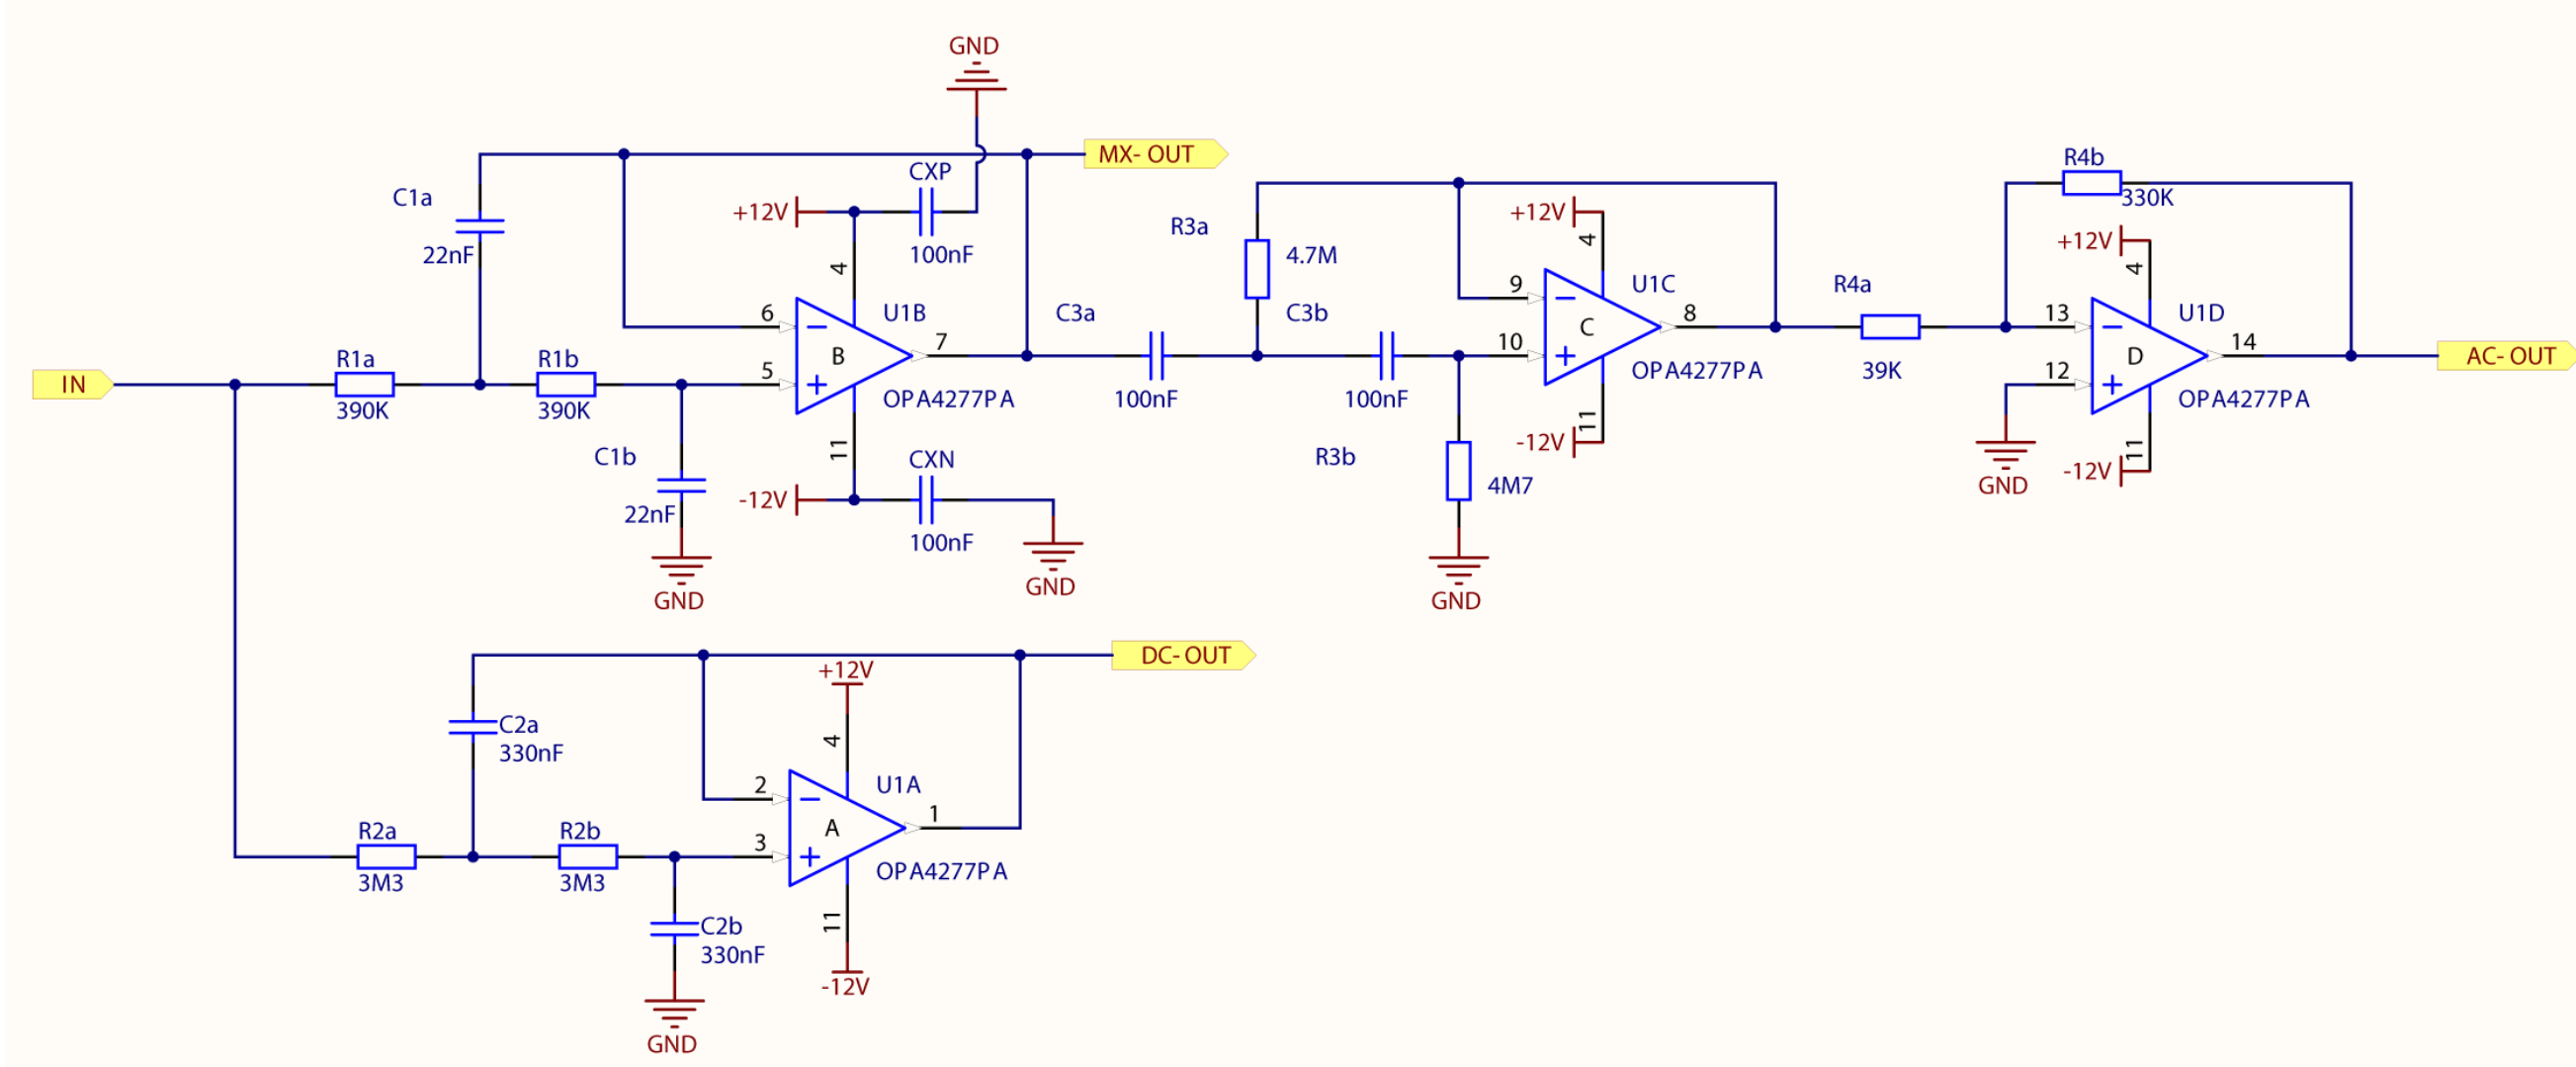 GND
MX- OUT
C1a
22nF
+12V
CXP
100nF
4
6
5
7
B
U1B
OPA4277PA
11
-12V
CXN
100nF
GND
IN
R1a
390K
R1b
390K
C1b
22nF
GND
C3a
100nF
R3a
4.7M
C3b
100nF
R3b
4M7
GND
+12V
4
9
10
8
C
U1C
OPA4277PA
11
-12V
R4a
39K
R4b
330K
+12V
4
13
12
14
D
U1D
OPA4277PA
11
-12V
GND
AC- OUT
DC- OUT
C2a
330nF
+12V
4
2
3
1
A
U1A
OPA4277PA
11
-12V
R2a
3M3
R2b
3M3
C2b
330nF
GND